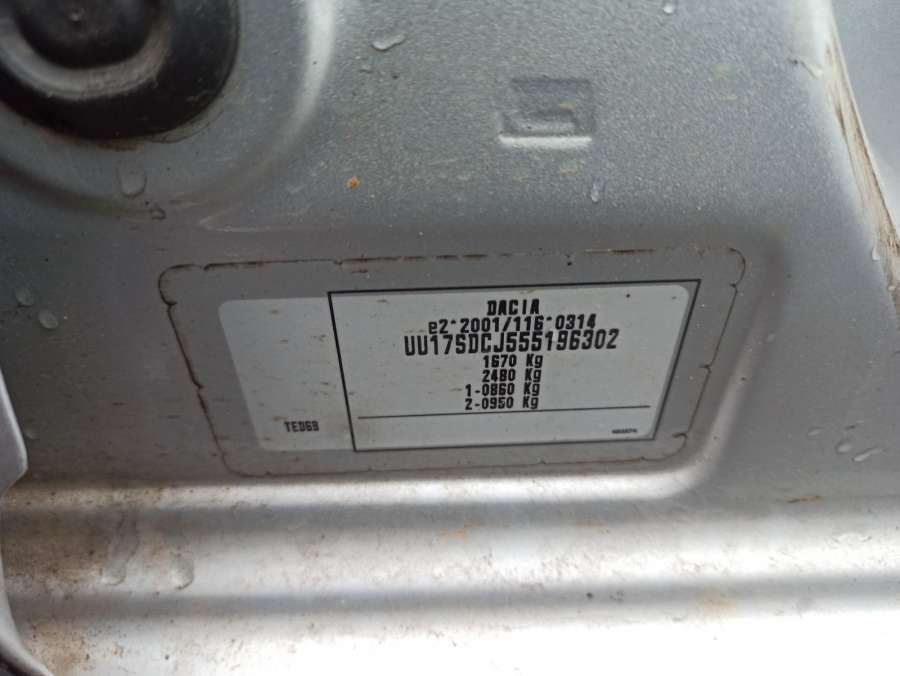 DACIA
e2*2001/116*0314
UU17SDCJ555196302
1670 Kg
2480 Kg
1-0860 Kg
2-0950 Kg
TED69